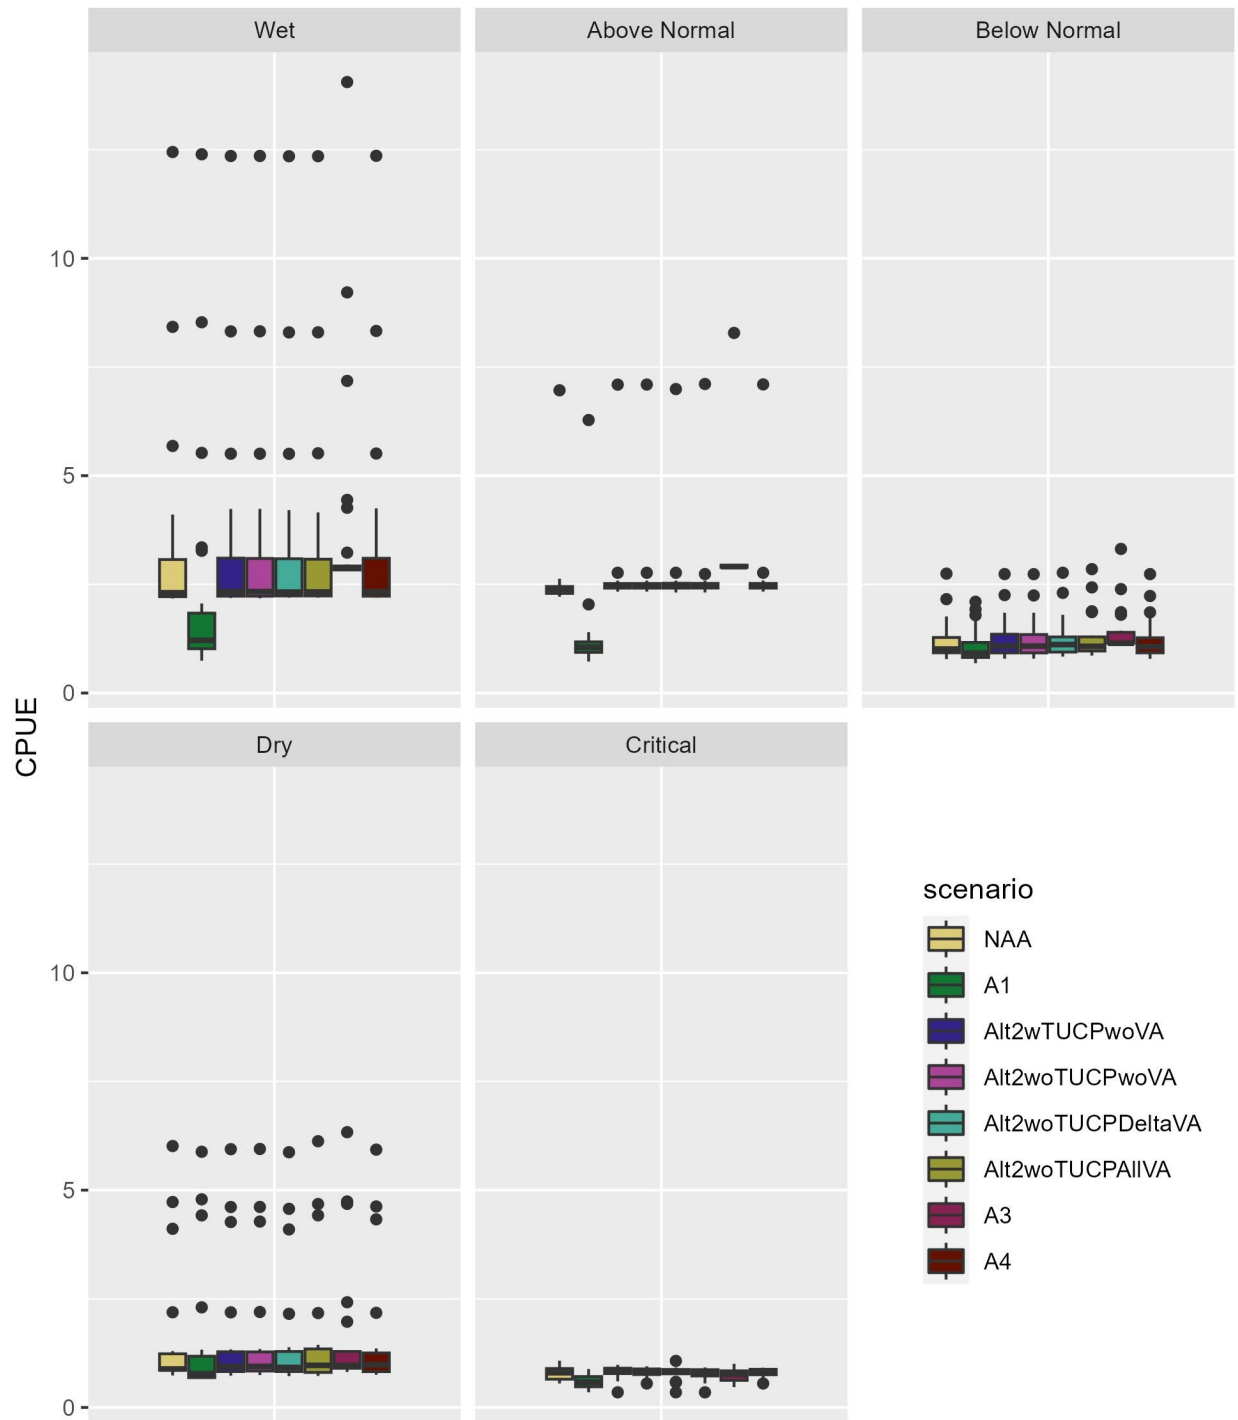 Wet
Above Normal
Below Normal
10
5
0
CPUE
Dry
Critical
10
5
0
scenario
NAA
A1
Alt2wTUCPwoVA
Alt2woTUCPwoVA
Alt2woTUCPDeltaVA
Alt2woTUCPAllVA
A3
A4